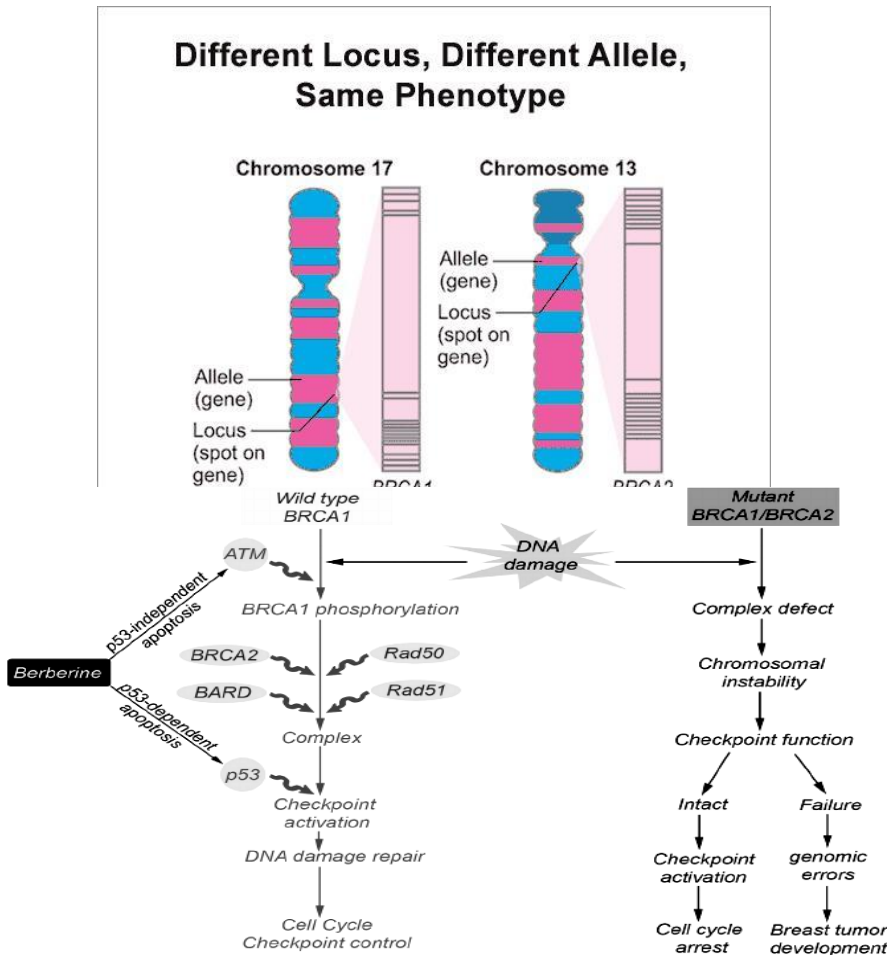 Different Locus, Different Allele,
Same Phenotype
Chromosome 17
Chromosome 13
Allele
(gene)
Locus
(spot on
gene)
Allele
(gene)
Locus
(spot on
gene)
BRCA1
BRCA2
Wild type
BRCA1
Mutant
BRCA1/BRCA2
DNA
damage
ATM
p53-independent
apoptosis
BRCA1 phosphorylation
Complex defect
BRCA2
Rad50
Berberine
BARD
Rad51
Chromosomal
instability
p53-dependent
apoptosis
Complex
Checkpoint function
p53
Checkpoint
activation
Intact
Failure
DNA damage repair
Checkpoint
activation
genomic
errors
Cell Cycle
Checkpoint control
Cell cycle
arrest
Breast tumor
development